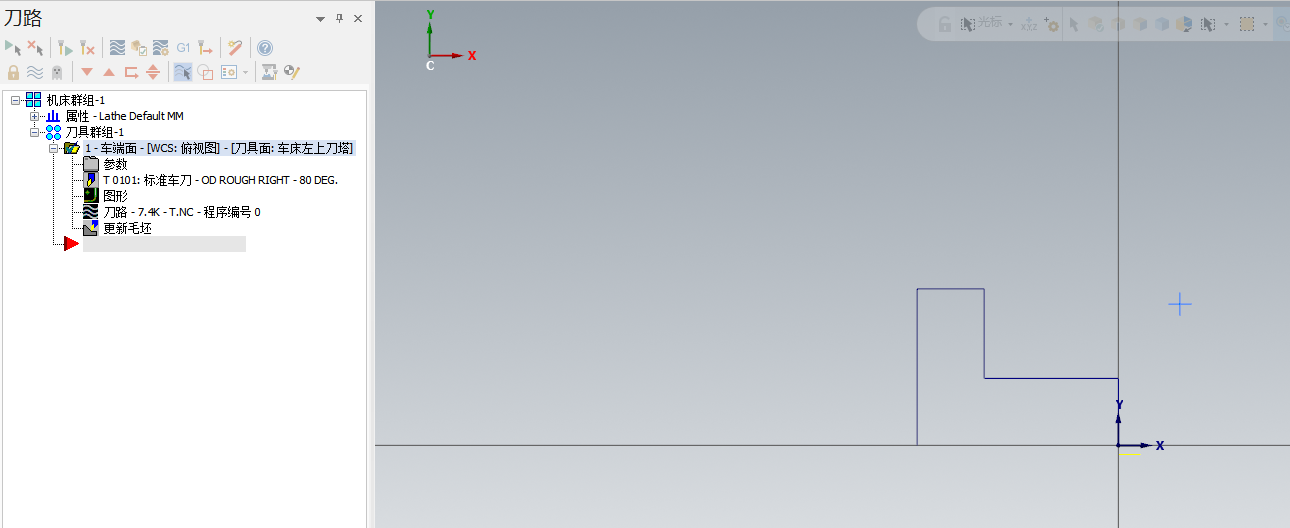 刀路
G1
光标
XYZ
机床群组-1
属性 - Lathe Default MM
刀具群组-1
1 - 车端面 - [WCS: 俯视图] - [刀具面: 车床左上刀塔]
参数
T 0101: 标准车刀 - OD ROUGH RIGHT - 80 DEG.
图形
刀路 - 7.4K - T.NC - 程序编号 0
更新毛坯
Y
X
C
Y
X